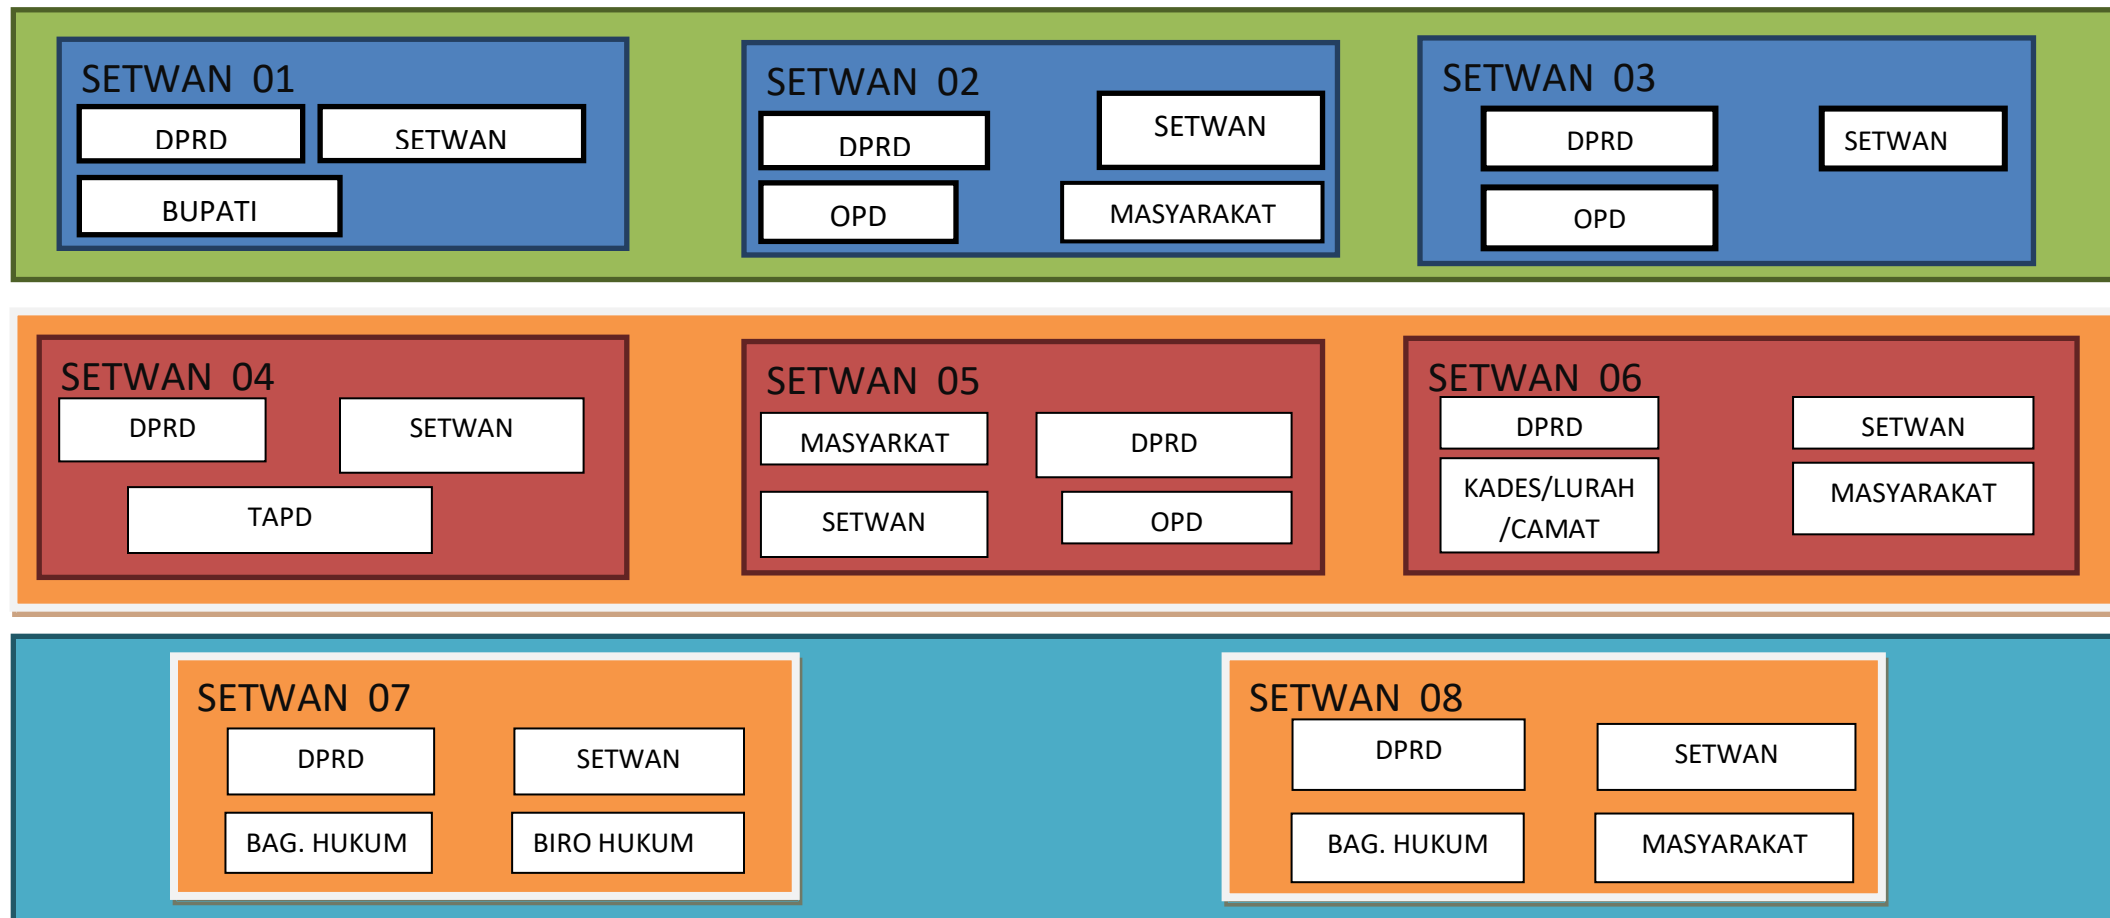 SETWAN 01
DPRD
SETWAN
BUPATI
SETWAN 02
DPRD
SETWAN
OPD
MASYARAKAT
SETWAN 03
DPRD
SETWAN
OPD
SETWAN 04
DPRD
SETWAN
TAPD
SETWAN 05
MASYARKAT
DPRD
SETWAN
OPD
SETWAN 06
DPRD
SETWAN
KADES/LURAH
/CAMAT
MASYARAKAT
SETWAN 07
DPRD
SETWAN
BAG. HUKUM
BIRO HUKUM
SETWAN 08
DPRD
SETWAN
BAG. HUKUM
MASYARAKAT